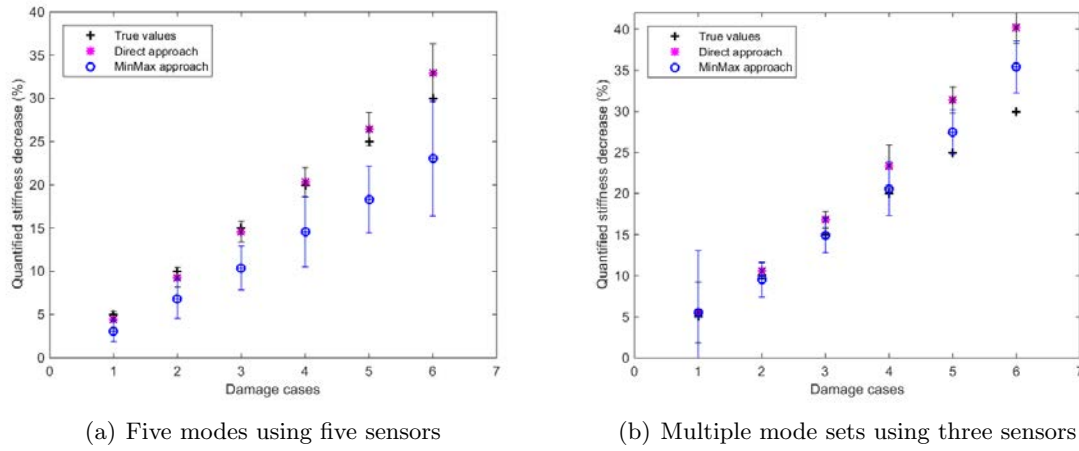 40
35
30
25
20
15
10
5
0
Quantified stiffness decrease (%)
True values
Direct approach
MinMax approach
0 1 2 3 4 5 6 7
Damage cases
(a) Five modes using five sensors
40
35
30
25
20
15
10
5
0
Quantified stiffness decrease (%)
True values
Direct approach
MinMax approach
0 1 2 3 4 5 6 7
Damage cases
(b) Multiple mode sets using three sensors